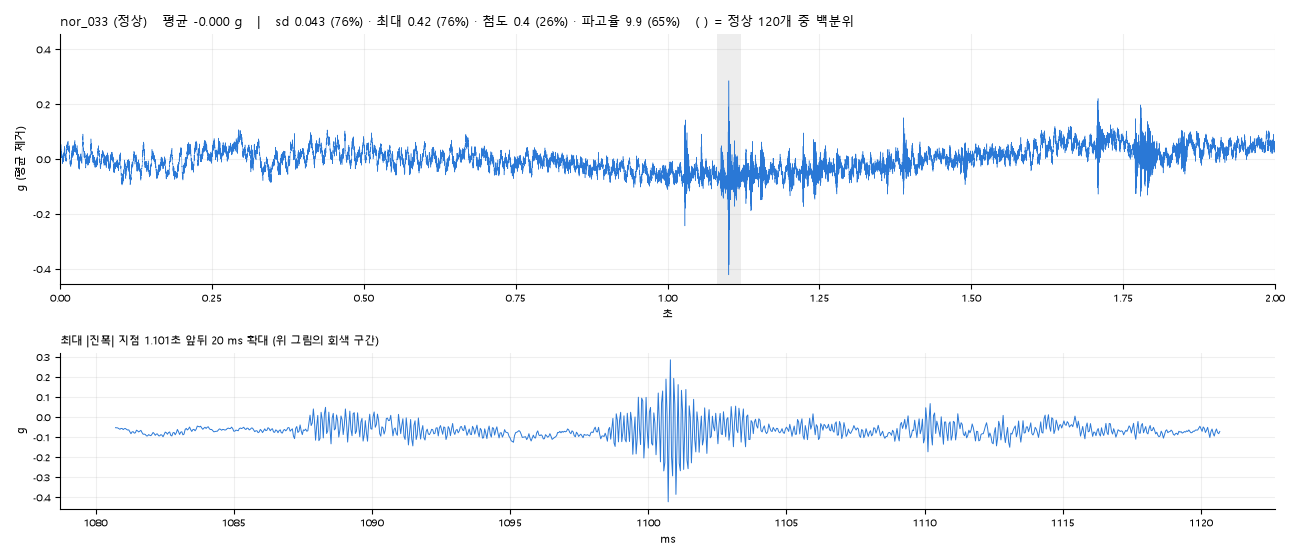 nor_033 (정상)   평균 -0.000 g   |   sd 0.043 (76%) · 최대 0.42 (76%) · 첨도 0.4 (26%) · 파고율 9.9 (65%)   ( ) = 정상 120개 중 백분위
g (평균 제거)
0.4
0.2
0.0
-0.2
-0.4
0.00 0.25 0.50 0.75 1.00 1.25 1.50 1.75 2.00
초
최대 |진폭| 지점 1.101초 앞뒤 20 ms 확대 (위 그림의 회색 구간)
g
0.3
0.2
0.1
0.0
-0.1
-0.2
-0.3
-0.4
1080 1085 1090 1095 1100 1105 1110 1115 1120
ms